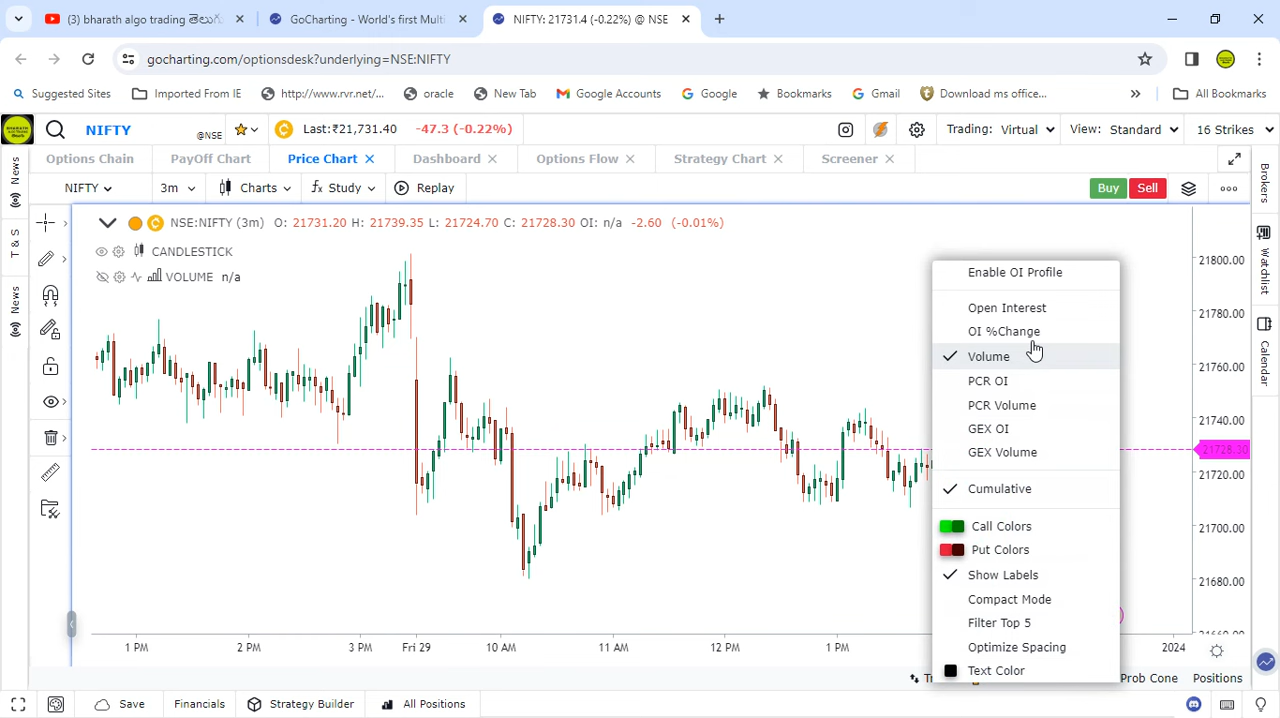 bharath algo trading తెలుగు
GoCharting - World's first Multi
NIFTY: 21731.4 (-0.22%) @ NSE
gocharting.com/optionsdesk?underlying=NSE:NIFTY
Suggested Sites
Imported From IE
http://www.rvr.net/...
oracle
New Tab
Google Accounts
Google
Bookmarks
Gmail
Download ms office...
All Bookmarks
NIFTY
@NSE
Last:₹21,731.40
-47.3 (-0.22%)
Trading: Virtual
View: Standard
16 Strikes
Options Chain
PayOff Chart
Price Chart
Dashboard
Options Flow
Strategy Chart
Screener
NIFTY
3m
Charts
fx Study
Replay
Buy
Sell
News
T & S
News
Brokers
Watchlist
Calendar
NSE:NIFTY (3m) O: 21731.20 H: 21739.35 L: 21724.70 C: 21728.30 OI: n/a -2.60 (-0.01%)
CANDLESTICK
VOLUME n/a
Enable OI Profile
Open Interest
OI %Change
Volume
PCR OI
PCR Volume
GEX OI
GEX Volume
Cumulative
Call Colors
Put Colors
Show Labels
Compact Mode
Filter Top 5
Optimize Spacing
Text Color
21800.00
21780.00
21760.00
21740.00
21728.30
21720.00
21700.00
21680.00
21660.00
1 PM
2 PM
3 PM
Fri 29
10 AM
11 AM
12 PM
1 PM
2024
Prob Cone
Positions
Save
Financials
Strategy Builder
All Positions